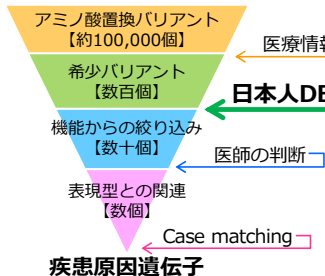 アミノ酸置換バリアント
【約100,000個】
医療情報
希少バリアント
【数百個】
日本人DB
機能からの絞り込み
【数十個】
医師の判断
表現型との関連
【数個】
Case matching
疾患原因遺伝子